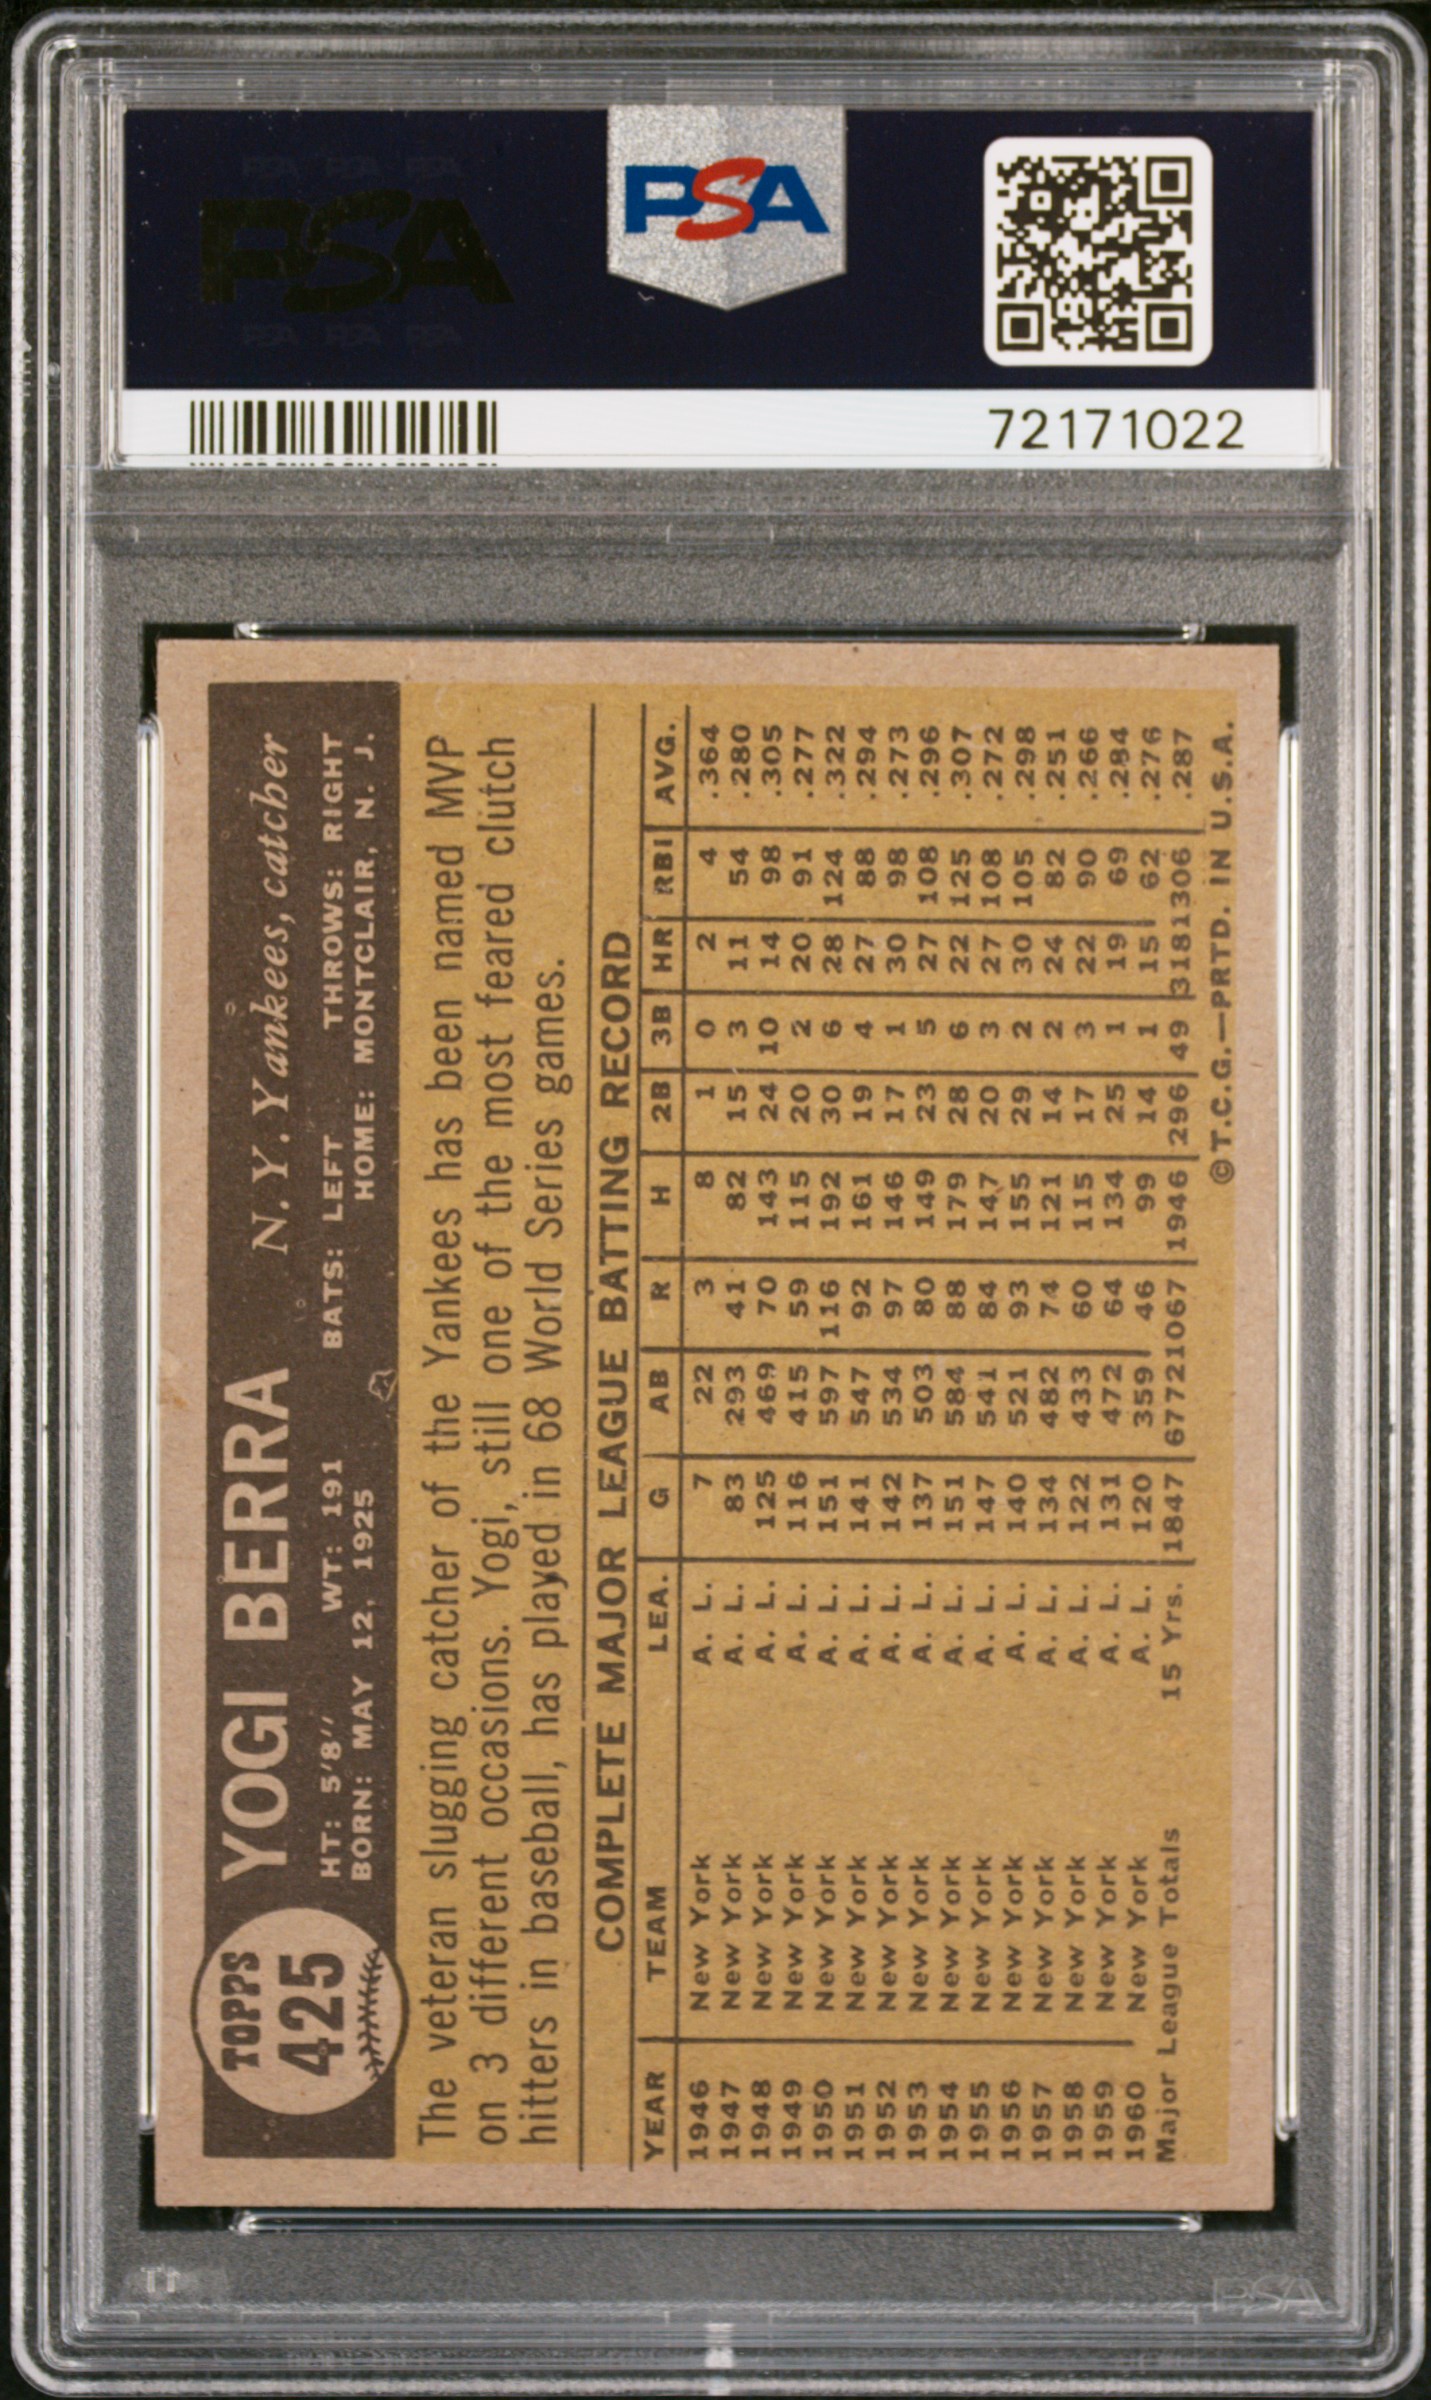 PSA PSA PSA
PSA
PSA PSA PSA
PSA
72171022
TOPPS
425
YOGI BERRA N. Y. Yankees, catcher
HT: 5'8" WT: 191 BATS: LEFT THROWS: RIGHT
BORN: MAY 12, 1925 HOME: MONTCLAIR, N. J.
The veteran slugging catcher of the Yankees has been named MVP
on 3 different occasions. Yogi, still one of the most feared clutch
hitters in baseball, has played in 68 World Series games.
COMPLETE MAJOR LEAGUE BATTING RECORD
YEAR TEAM LEA. G AB R H 2B 3B HR RBI AVG.
1946 New York A. L. 7 22 3 8 1 0 2 4 .364
1947 New York A. L. 83 293 41 82 15 3 11 54 .280
1948 New York A. L. 125 469 70 143 24 10 14 98 .305
1949 New York A. L. 116 415 59 115 20 2 20 91 .277
1950 New York A. L. 151 597 116 192 30 6 28 124 .322
1951 New York A. L. 141 547 92 161 19 4 27 88 .294
1952 New York A. L. 142 534 97 146 17 1 30 98 .273
1953 New York A. L. 137 503 80 149 23 5 27 108 .296
1954 New York A. L. 151 584 88 179 28 6 22 125 .307
1955 New York A. L. 147 541 84 147 20 3 27 108 .272
1956 New York A. L. 140 521 93 155 29 2 30 105 .298
1957 New York A. L. 134 482 74 121 14 2 24 82 .251
1958 New York A. L. 122 433 60 115 17 3 22 90 .266
1959 New York A. L. 131 472 64 134 25 1 19 69 .284
1960 New York A. L. 120 359 46 99 14 1 15 62 .276
Major League Totals 15 Yrs. 1847 6772 1067 1946 296 49 318 1306 .287
©T.C.G.—PRTD. IN U.S.A.
PSA